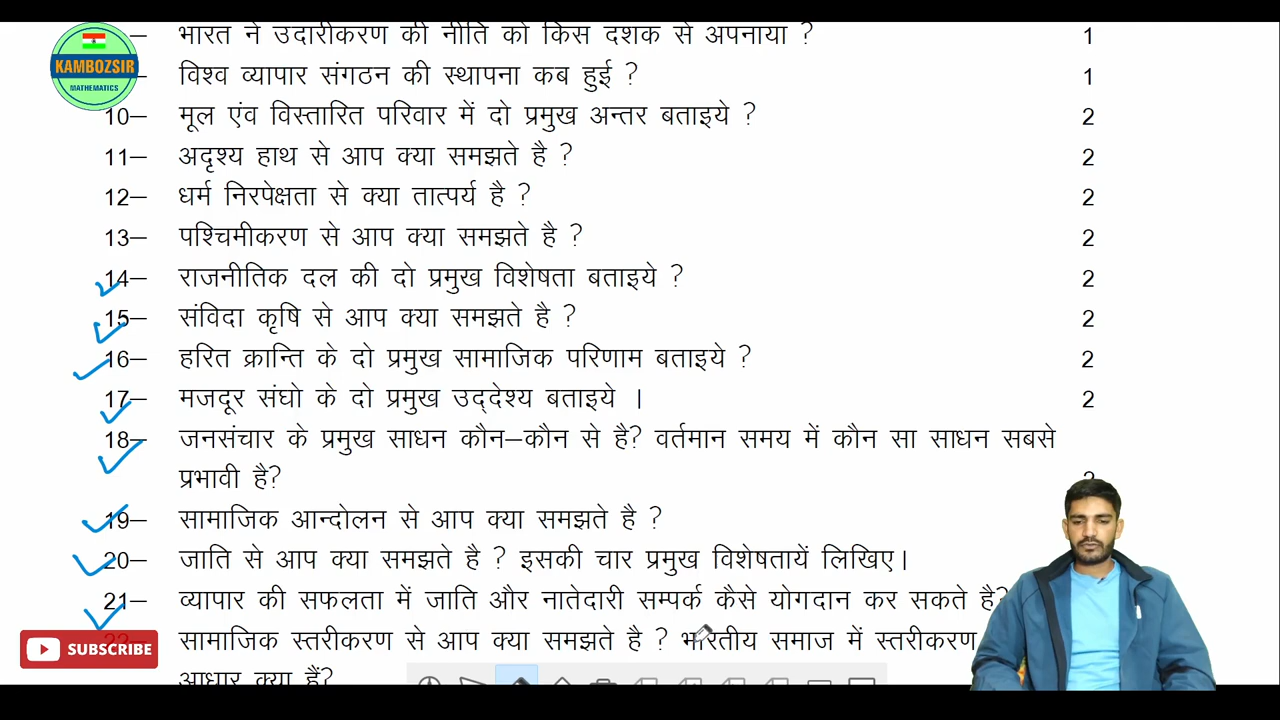 – भारत ने उदारीकरण की नीति को किस दशक से अपनाया ? 1
KAMBOZSIR
MATHEMATICS
– विश्व व्यापार संगठन की स्थापना कब हुई ? 1
10– मूल एंव विस्तारित परिवार में दो प्रमुख अन्तर बताइये ? 2
11– अदृश्य हाथ से आप क्या समझते है ? 2
12– धर्म निरपेक्षता से क्या तात्पर्य है ? 2
13– पश्चिमीकरण से आप क्या समझते है ? 2
14– राजनीतिक दल की दो प्रमुख विशेषता बताइये ? 2
15– संविदा कृषि से आप क्या समझते है ? 2
16– हरित क्रान्ति के दो प्रमुख सामाजिक परिणाम बताइये ? 2
17– मजदूर संघो के दो प्रमुख उद्देश्य बताइये । 2
18– जनसंचार के प्रमुख साधन कौन–कौन से है? वर्तमान समय में कौन सा साधन सबसे
प्रभावी है?
19– सामाजिक आन्दोलन से आप क्या समझते है ?
20– जाति से आप क्या समझते है ? इसकी चार प्रमुख विशेषतायें लिखिए।
21– व्यापार की सफलता में जाति और नातेदारी सम्पर्क कैसे योगदान कर सकते है?
सामाजिक स्तरीकरण से आप क्या समझते है ? भारतीय समाज में स्तरीकरण
SUBSCRIBE
आधार क्या हैं?